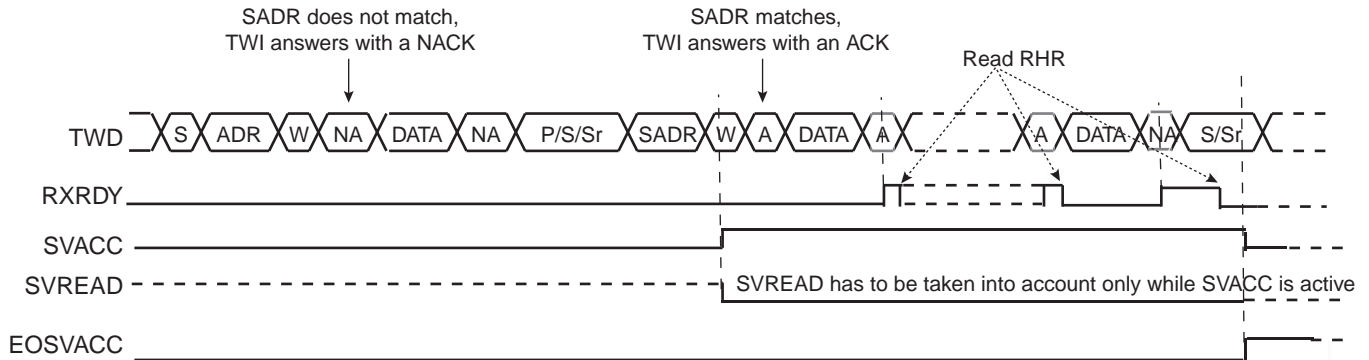 SADR does not match,
TWI answers with a NACK
SADR matches,
TWI answers with an ACK
Read RHR
TWD S ADR W NA DATA NA P/S/Sr SADR W A DATA A A DATA NA S/Sr
RXRDY
SVACC
SVREAD SVREAD has to be taken into account only while SVACC is active
EOSVACC